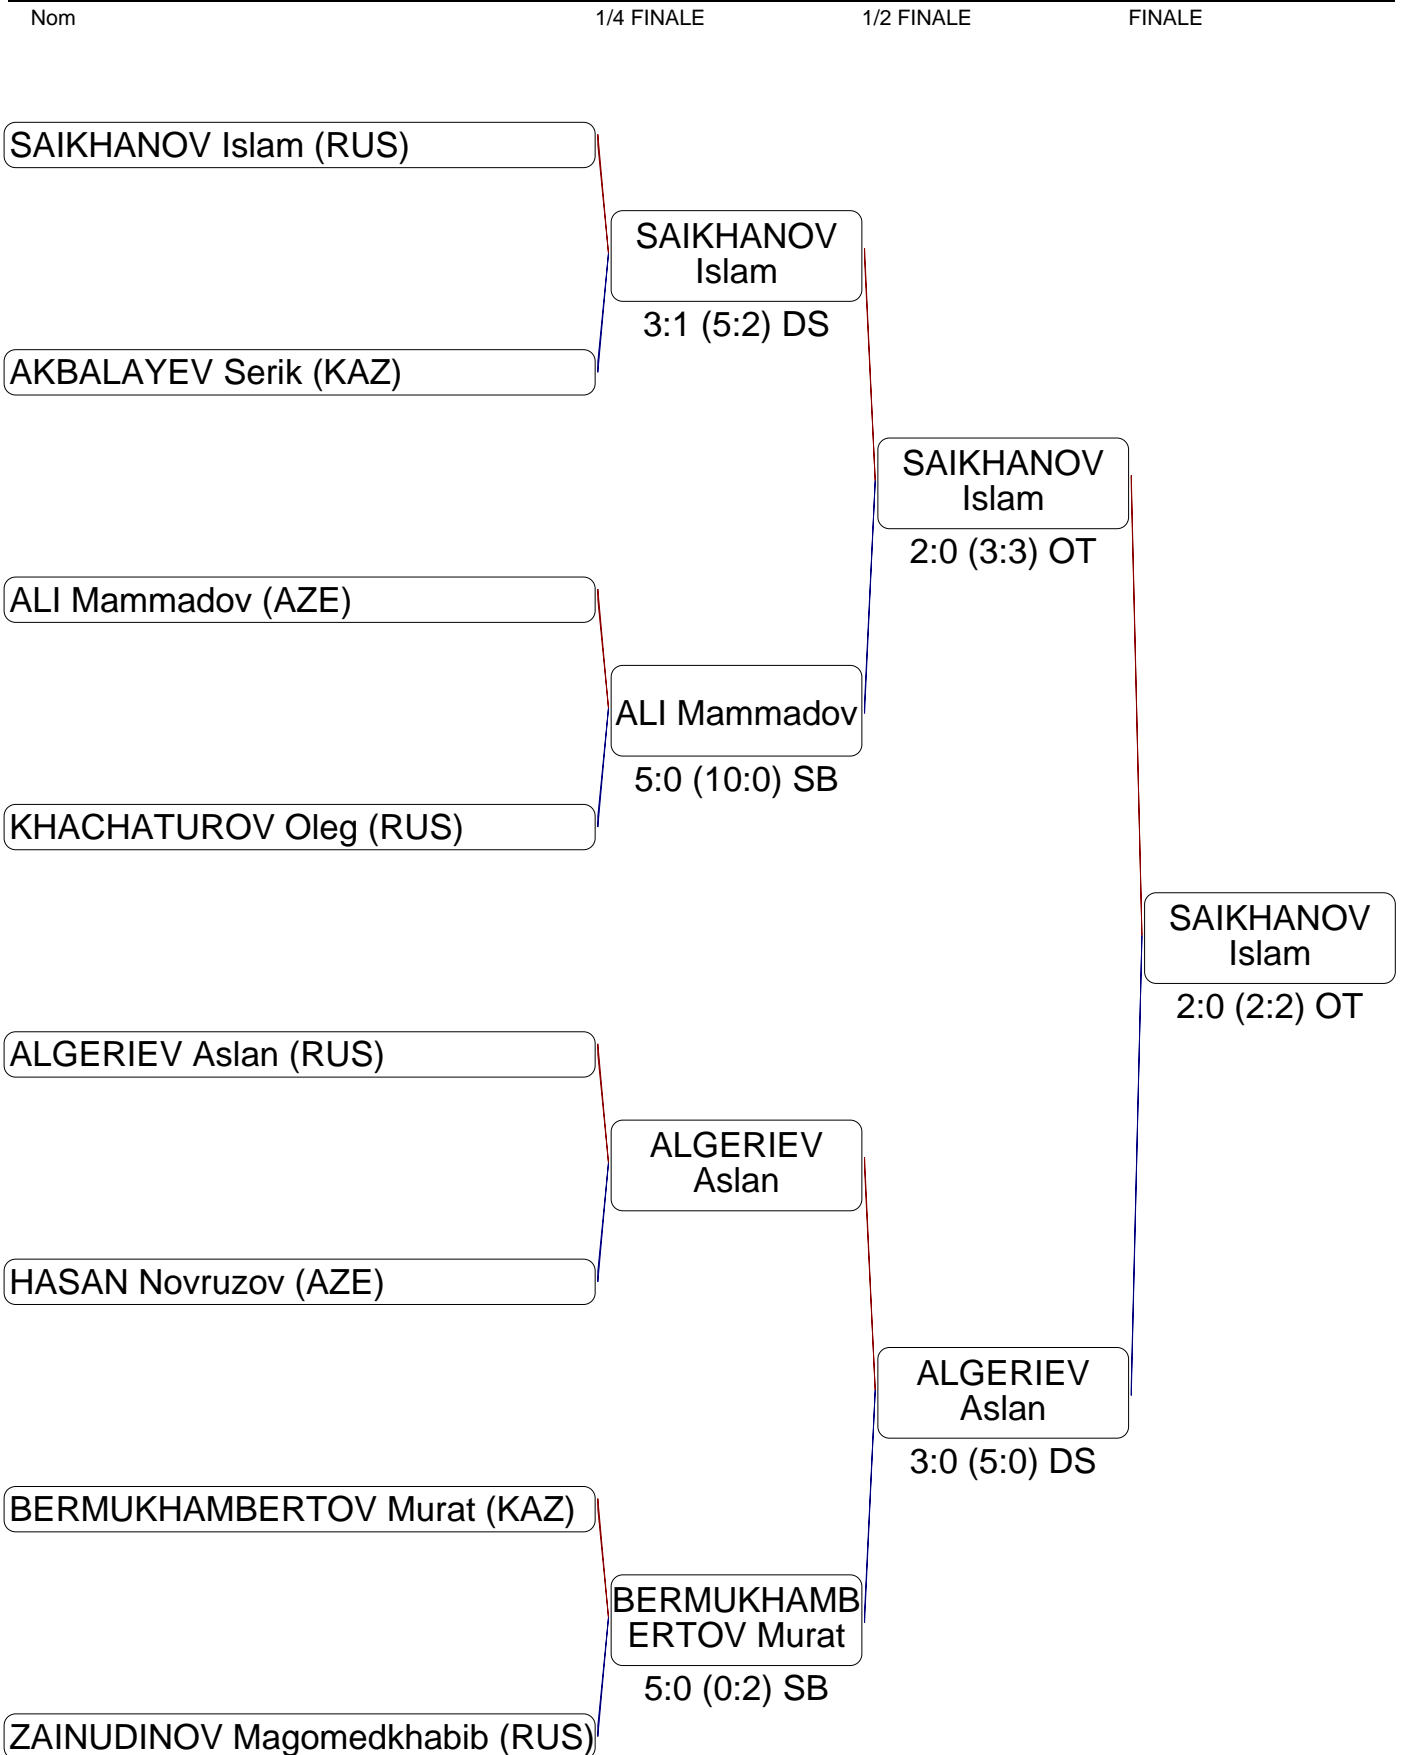 Nom 1/4 FINALE 1/2 FINALE FINALE
SAIKHANOV Islam (RUS)
SAIKHANOV
Islam
3:1 (5:2) DS
AKBALAYEV Serik (KAZ)
SAIKHANOV
Islam
2:0 (3:3) OT
ALI Mammadov (AZE)
ALI Mammadov
5:0 (10:0) SB
KHACHATUROV Oleg (RUS)
SAIKHANOV
Islam
2:0 (2:2) OT
ALGERIEV Aslan (RUS)
ALGERIEV
Aslan
HASAN Novruzov (AZE)
ALGERIEV
Aslan
3:0 (5:0) DS
BERMUKHAMBERTOV Murat (KAZ)
BERMUKHAMB
ERTOV Murat
5:0 (0:2) SB
ZAINUDINOV Magomedkhabib (RUS)